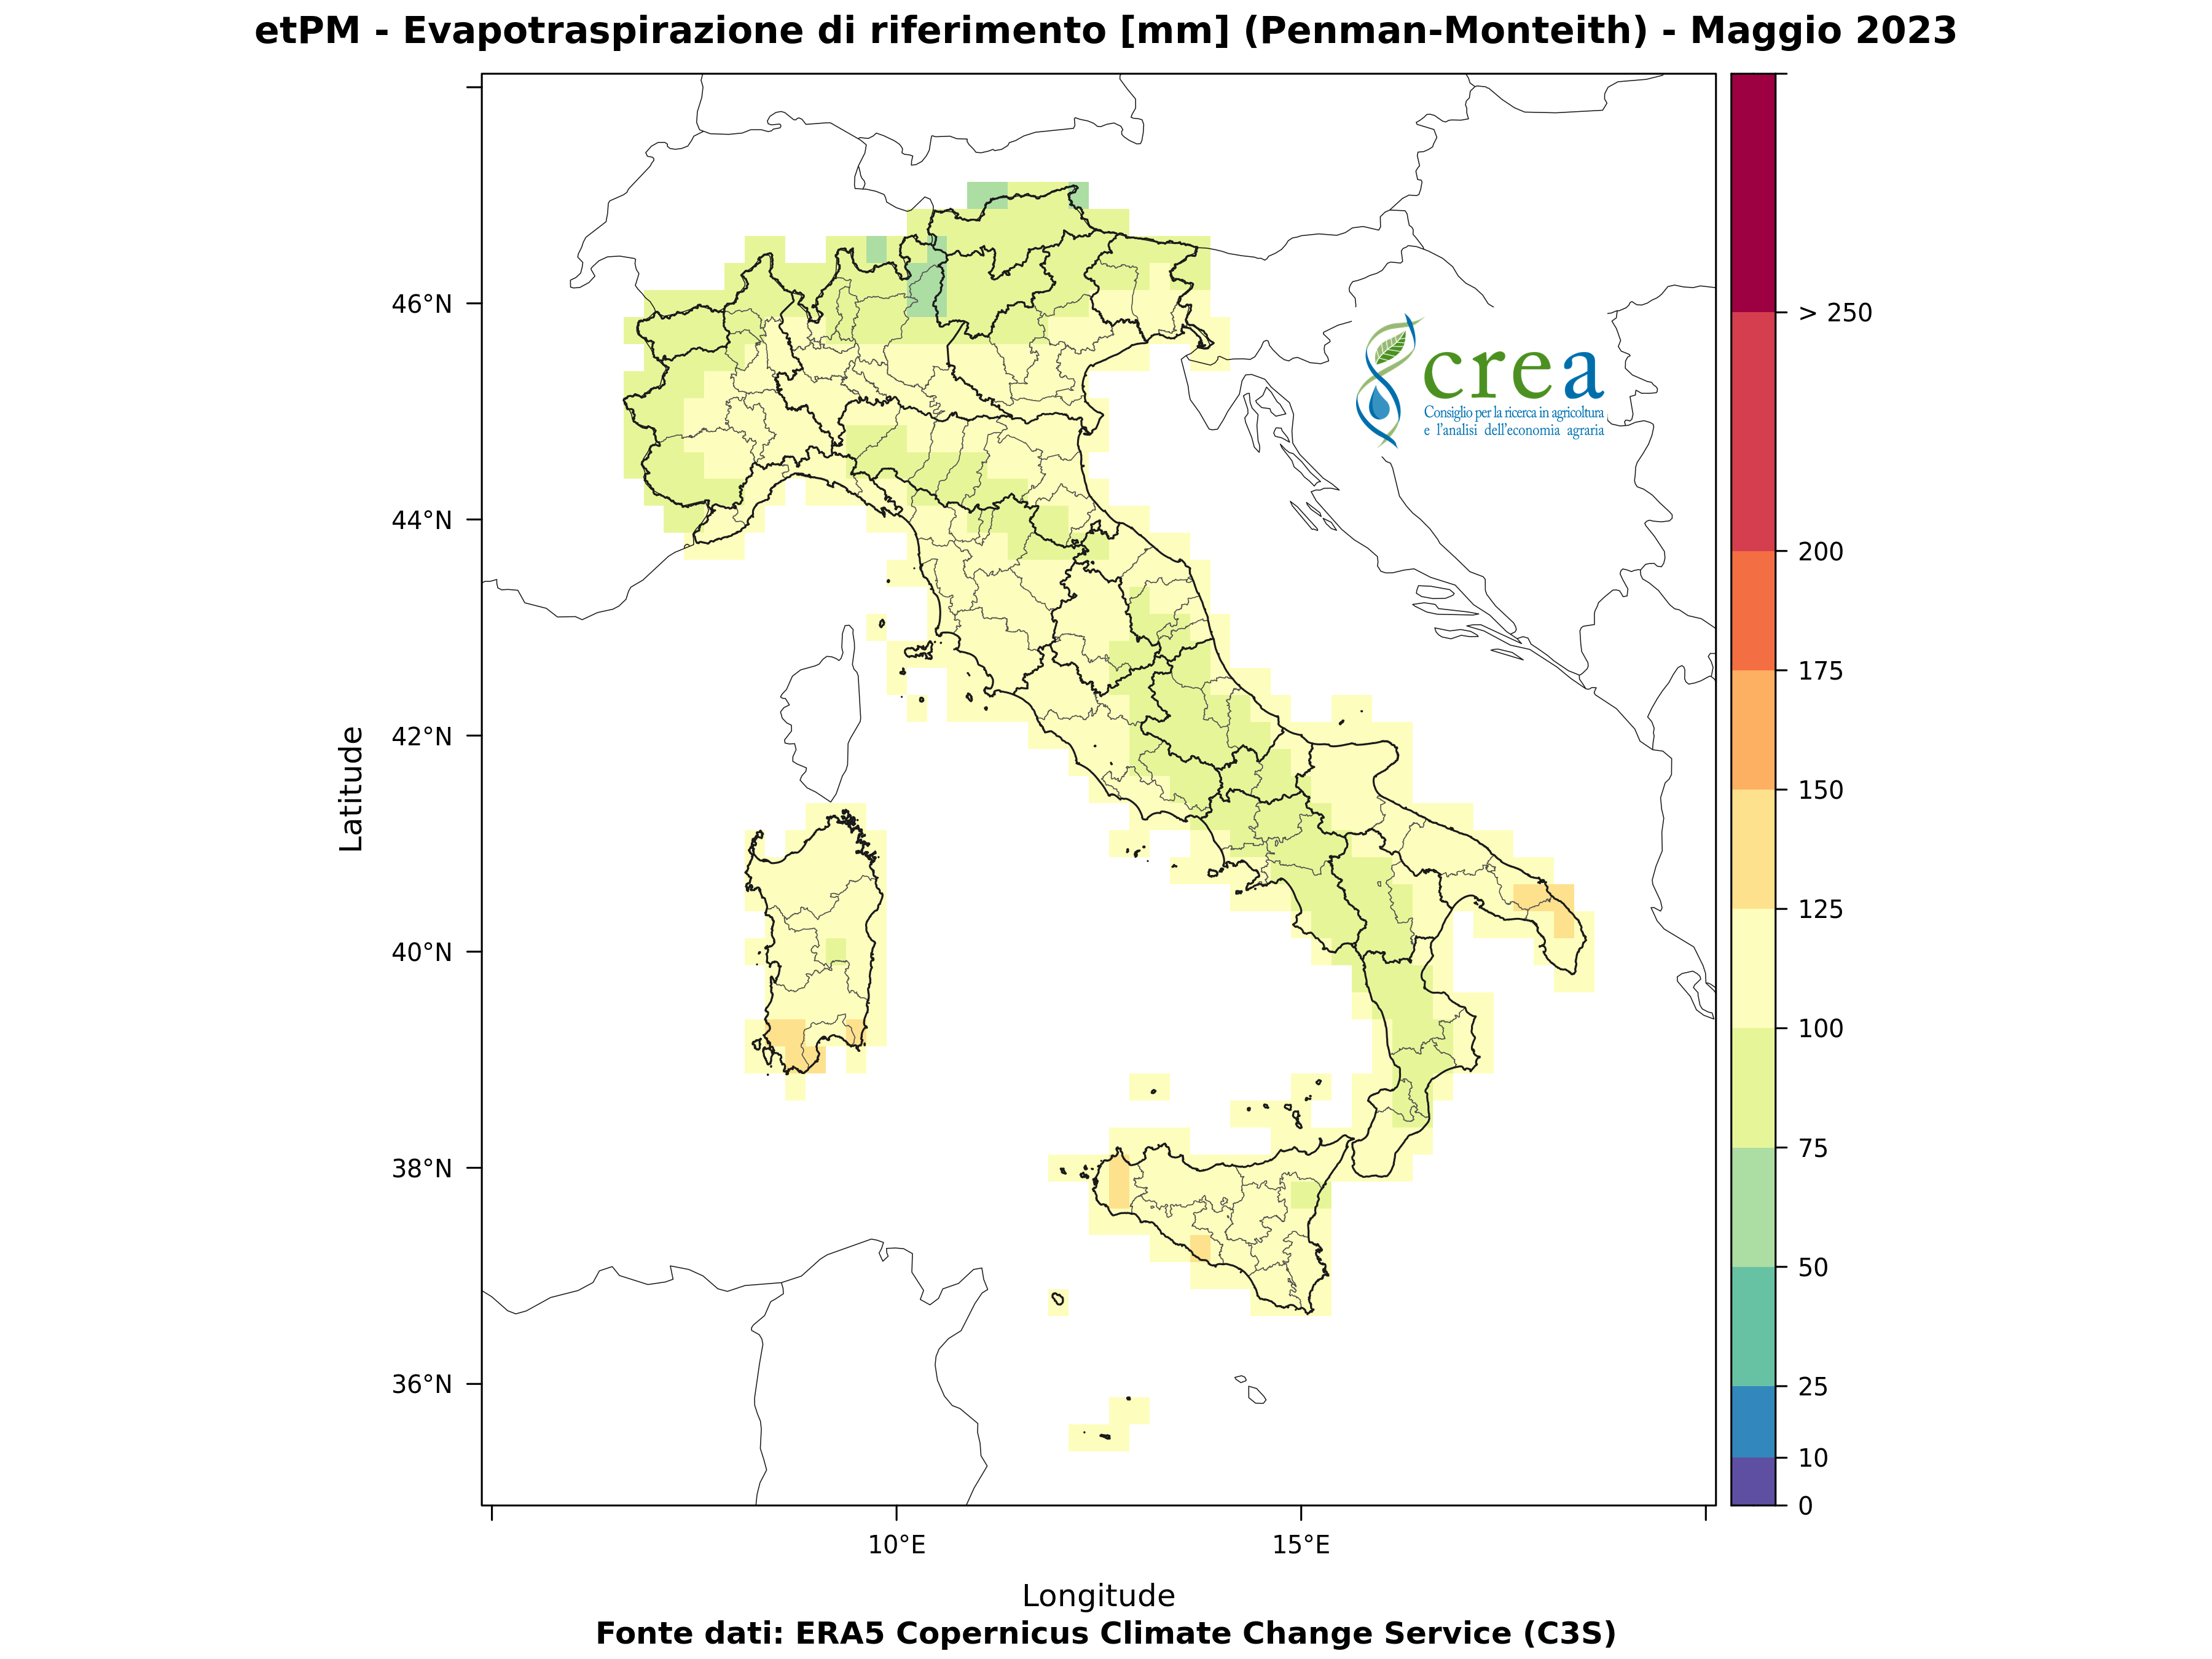 etPM - Evapotraspirazione di riferimento [mm] (Penman-Monteith) - Maggio 2023
> 250
46°N
crea
Consiglio per la ricerca in agricoltura
e l'analisi dell'economia agraria
200
44°N
175
Latitude
42°N
150
125
40°N
100
75
38°N
50
36°N
25
10
0
10°E
15°E
Longitude
Fonte dati: ERA5 Copernicus Climate Change Service (C3S)